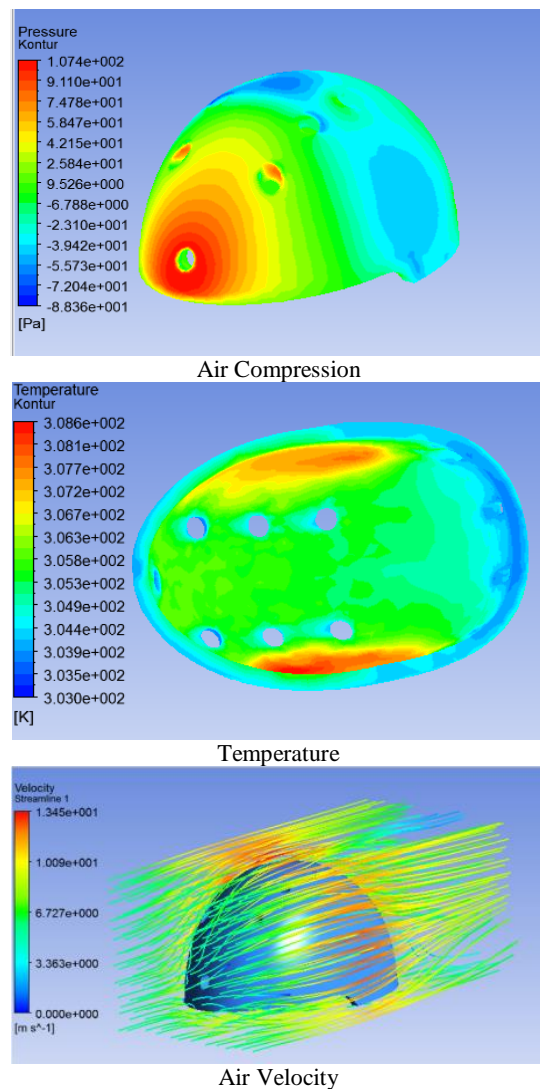 Pressure
Kontur
1.074e+002
9.110e+001
7.478e+001
5.847e+001
4.215e+001
2.584e+001
9.526e+000
-6.788e+000
-2.310e+001
-3.942e+001
-5.573e+001
-7.204e+001
-8.836e+001
[Pa]
Air Compression
Temperature
Kontur
3.086e+002
3.081e+002
3.077e+002
3.072e+002
3.067e+002
3.063e+002
3.058e+002
3.053e+002
3.049e+002
3.044e+002
3.040e+002
3.035e+002
3.030e+002
[K]
Temperature
Velocity
Streamline 1
1.345e+001
1.009e+001
6.727e+000
3.363e+000
0.000e+000
[m s^-1]
Air Velocity